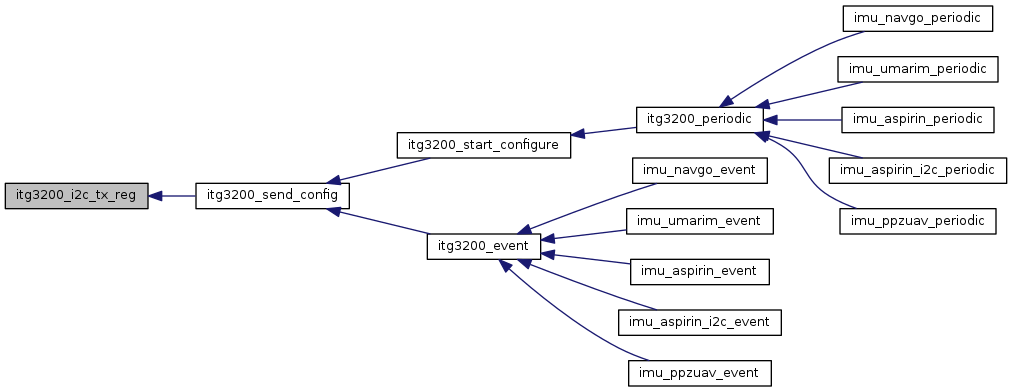 imu_navgo_periodic
imu_umarim_periodic
itg3200_periodic
imu_aspirin_periodic
itg3200_start_configure
imu_navgo_event
imu_aspirin_i2c_periodic
itg3200_i2c_tx_reg
itg3200_send_config
imu_umarim_event
imu_ppzuav_periodic
itg3200_event
imu_aspirin_event
imu_aspirin_i2c_event
imu_ppzuav_event